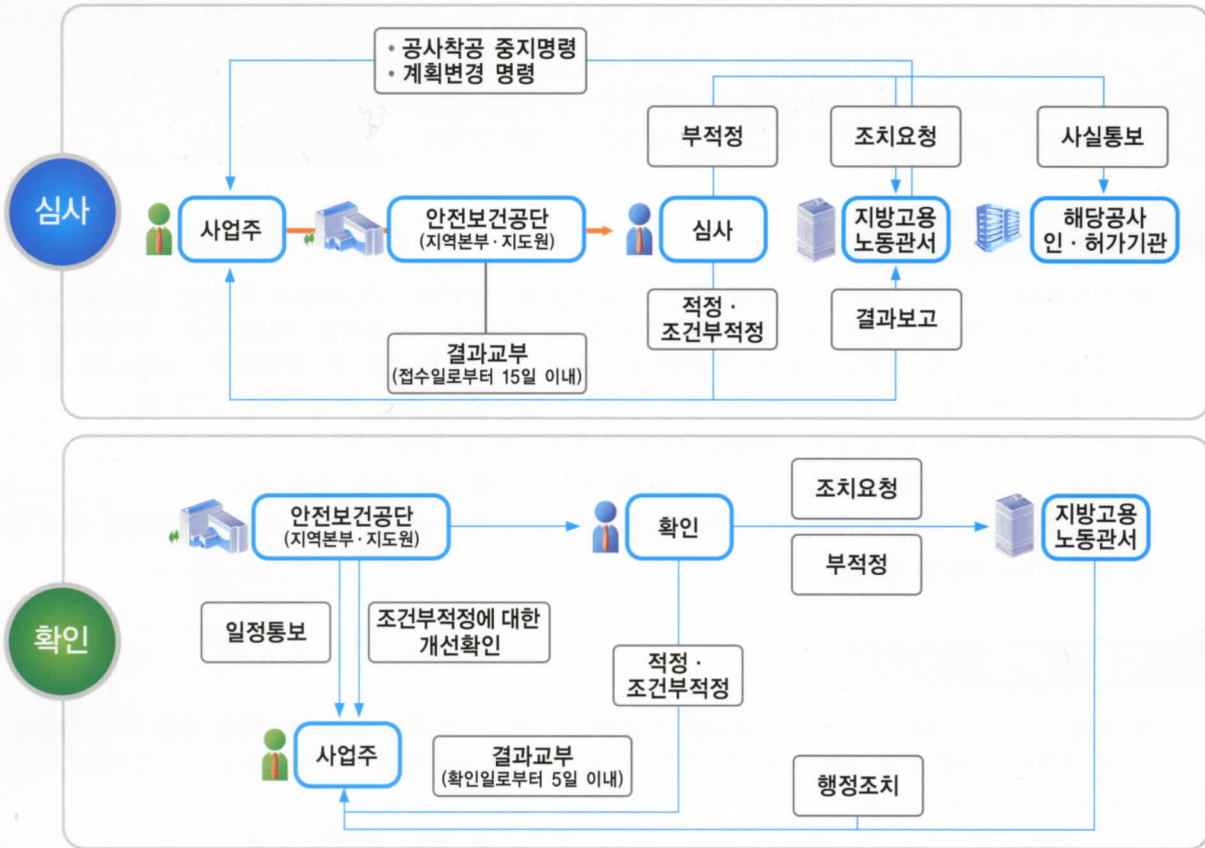 • 공사착공 중지명령
• 계획변경 명령
부적정
조치요청
사실통보
심사
사업주
안전보건공단
(지역본부·지도원)
심사
지방고용
노동관서
해당공사
인·허가기관
적정·
조건부적정
결과보고
결과교부
(접수일로부터 15일 이내)
안전보건공단
(지역본부·지도원)
확인
조치요청
부적정
지방고용
노동관서
확인
일정통보
조건부적정에 대한
개선확인
적정·
조건부적정
사업주
결과교부
(확인일로부터 5일 이내)
행정조치